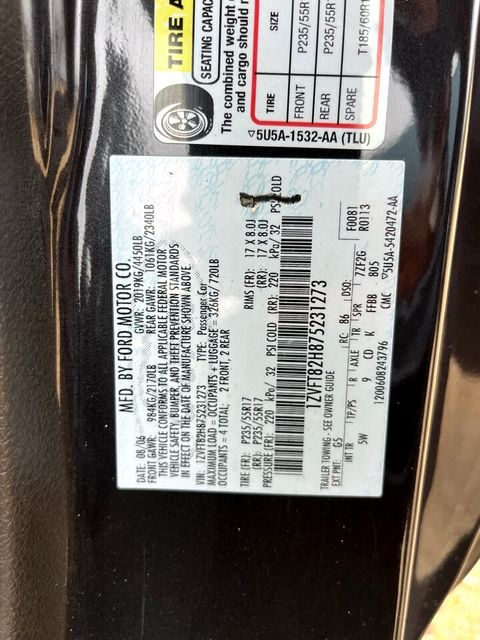 TIRE A
SEATING CAPAC
The combined weight o
and cargo should n
TIRE SIZE
FRONT P235/55R1
REAR P235/55R1
SPARE T185/60R1
▽5U5A-1532-AA (TLU)
MFD. BY FORD MOTOR CO.
DATE: 08/06 GVWR: 2019KG/4450LB
FRONT GAWR: 984KG/2170LB REAR GAWR: 1061KG/2340LB
THIS VEHICLE CONFORMS TO ALL APPLICABLE FEDERAL MOTOR
VEHICLE SAFETY, BUMPER, AND THEFT PREVENTION STANDARDS
IN EFFECT ON THE DATE OF MANUFACTURE SHOWN ABOVE.
VIN: 1ZVFT82H875231273 TYPE: Passenger Car
MAXIMUM LOAD = OCCUPANTS + LUGGAGE = 326KG/720LB
OCCUPANTS = 4 TOTAL: 2 FRONT, 2 REAR
TIRE (FR): P235/55R17 RIMS (FR): 17 X 8.0J
(RR): P235/55R17 (RR): 17 X 8.0J
PRESSURE (FR): 220 kPa/ 32 PSI COLD (RR): 220 kPa/ 32 PSI COLD
1ZVFT82H875231273
TRAILER TOWING- SEE OWNER GUIDE
EXT PNT: G5 RC: 86 DSO: F0081
R0113
INT TR TP/PS R AXLE TR SPR 7ZF2G
5W 9 CD K FFBB 805
1200608243796 CMC ▽5U5A-5420472-AA